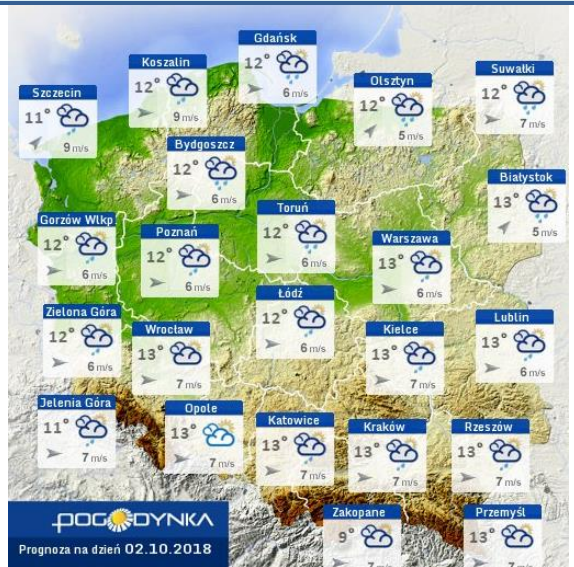 Gdańsk
12°
6 m/s
Koszalin
12°
9 m/s
Suwałki
12°
7 m/s
Olsztyn
12°
5 m/s
Szczecin
11°
9 m/s
Bydgoszcz
12°
6 m/s
Białystok
13°
5 m/s
Toruń
12°
6 m/s
Gorzów Wlkp
12°
6 m/s
Poznań
12°
6 m/s
Warszawa
13°
6 m/s
Łódź
12°
6 m/s
Zielona Góra
12°
6 m/s
Wrocław
13°
7 m/s
Kielce
13°
7 m/s
Lublin
13°
6 m/s
Jelenia Góra
11°
7 m/s
Opole
13°
7 m/s
Katowice
13°
7 m/s
Kraków
13°
7 m/s
Rzeszów
13°
7 m/s
Zakopane
9°
7 m/s
Przemyśl
13°
7 m/s
POGODYNKA
Prognoza na dzień 02.10.2018